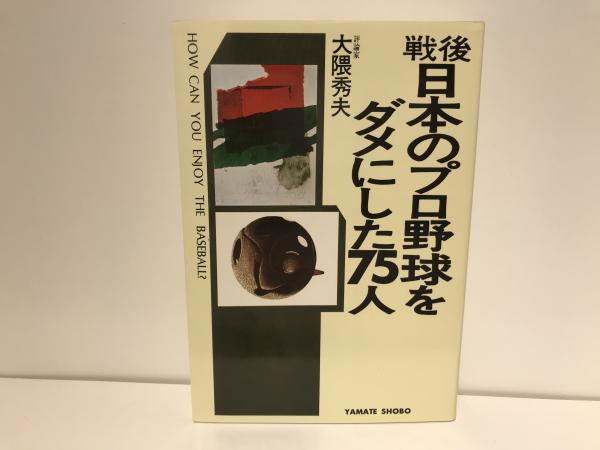 戦後
日本のプロ野球を
ダメにした75人
評論家
大隈秀夫
HOW CAN YOU ENJOY THE BASEBALL?
YAMATE SHOBO